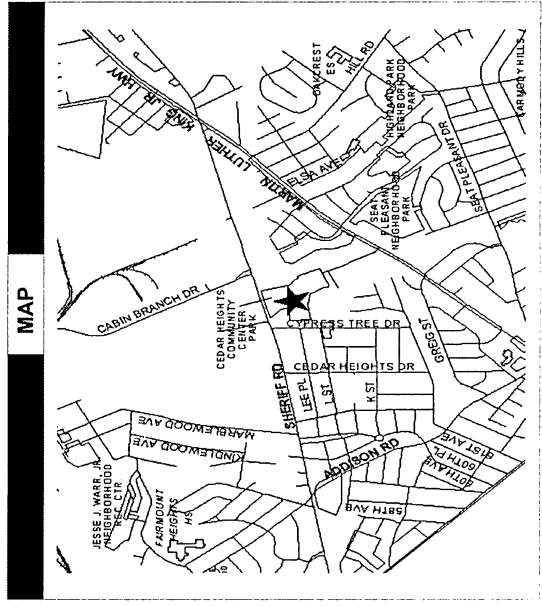 MAP
CABIN BRANCH DR
CEDAR HEIGHTS
COMMUNITY
CENTER
PARK
SHERIFF RD
MARTIN LUTHER KING JR HWY
OAKCREST
ES
HILL RD
HIGHLAND PARK
NEIGHBORHOOD
PARK
ELSA AVE
SEAT
PLEASANT
NEIGHBORHOOD
PARK
SEAT PLEASANT DR
CARMODY HILLS
CYPRESS TREE DR
CEDAR HEIGHTS DR
LEE PL
L ST
K ST
GREIG ST
MARBLEWOOD AVE
KINDLEWOOD AVE
JESSE J. WARR, JR.
NEIGHBORHOOD
REC. CTR.
FAIRMOUNT
HEIGHTS
HS
ADDISON RD
58TH AVE
60TH AVE
60TH PL
61ST AVE